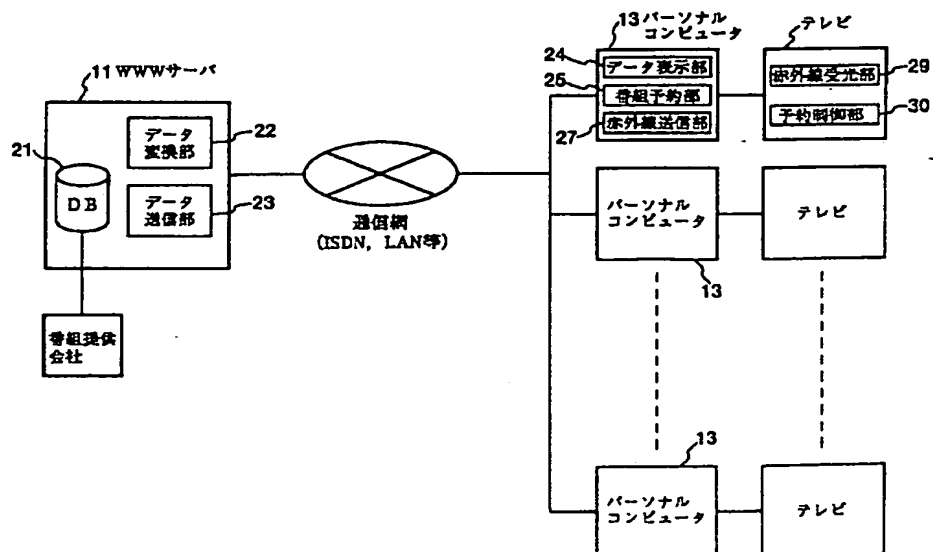 11 WWWサーバ
21
DB
データ
変換部
22
データ
送信部
23
番組提供
会社
通信網
(ISDN, LAN等)
13 パーソナル
コンピュータ
24
データ表示部
25
番組予約部
27
赤外線送信部
テレビ
赤外線受光部
29
予約制御部
30
パーソナル
コンピュータ
13
テレビ
13
パーソナル
コンピュータ
テレビ